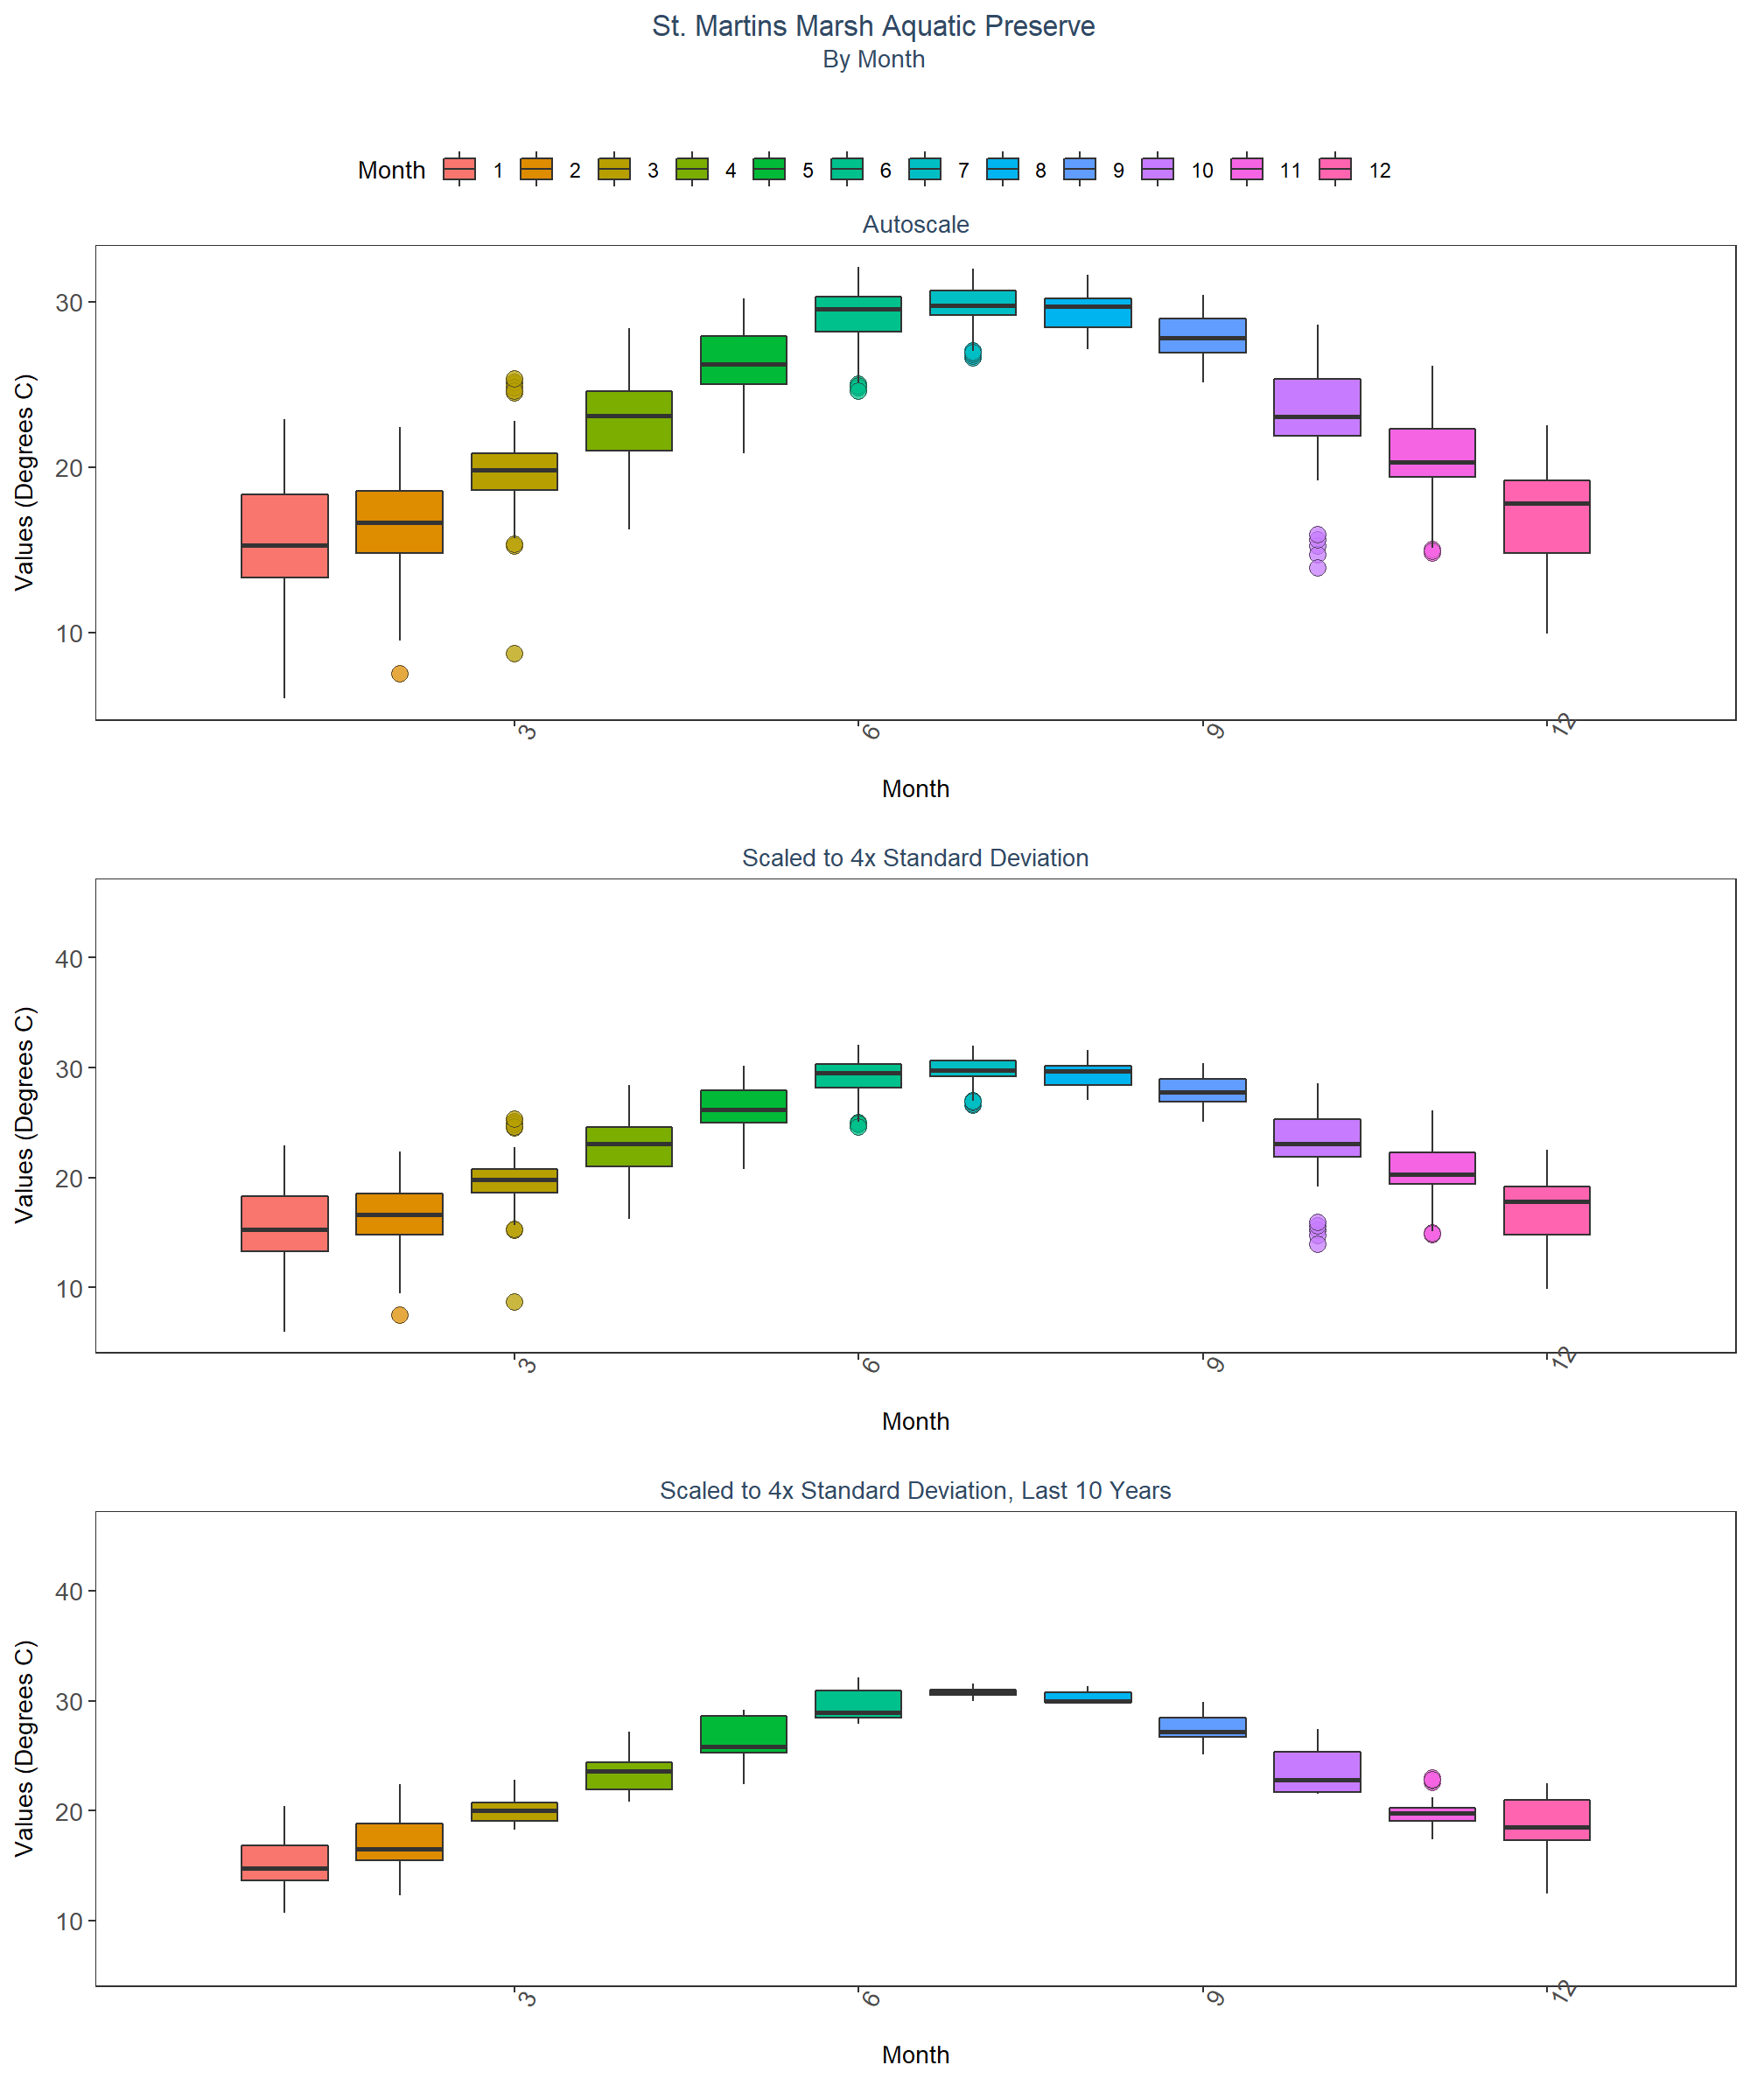 St. Martins Marsh Aquatic Preserve
By Month
Month 1 2 3 4 5 6 7 8 9 10 11 12
Autoscale
Values (Degrees C)
30
20
10
3 6 9 12
Month
Scaled to 4x Standard Deviation
Values (Degrees C)
40
30
20
10
3 6 9 12
Month
Scaled to 4x Standard Deviation, Last 10 Years
Values (Degrees C)
40
30
20
10
3 6 9 12
Month